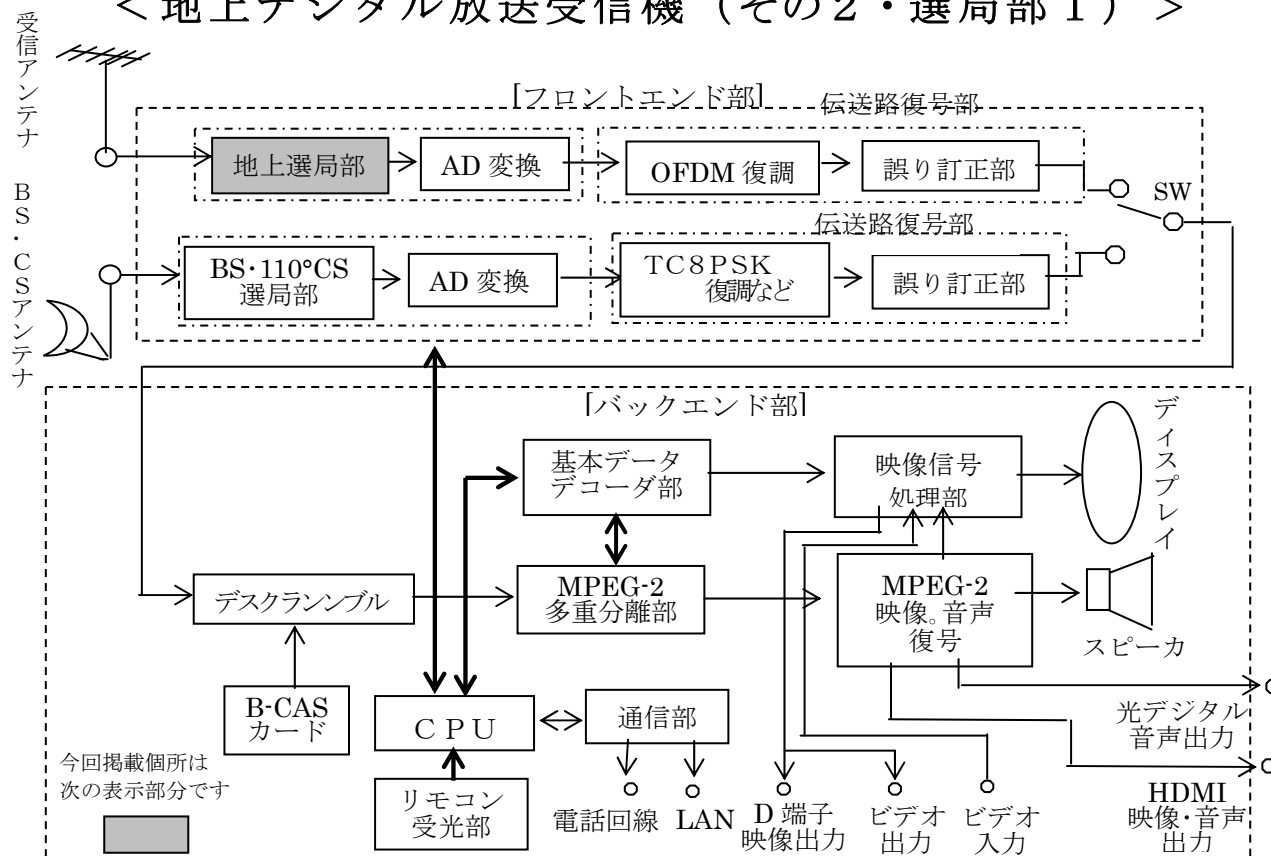 ＜地上デジタル放送受信機（その２・選局部１）＞
受信アンテナ
[フロントエンド部]
伝送路復号部
地上選局部
AD 変換
OFDM 復調
誤り訂正部
SW
BS・CSアンテナ
伝送路復号部
BS･110°CS
選局部
AD 変換
TC8PSK
復調など
誤り訂正部
[バックエンド部]
基本データ
デコーダ部
映像信号
処理部
ディスプレイ
デスクランンブル
MPEG-2
多重分離部
MPEG-2
映像。音声
復号
スピーカ
B-CAS
カード
ＣＰＵ
通信部
光デジタル
音声出力
今回掲載個所は
次の表示部分です
リモコン
受光部
電話回線
LAN
D 端子
映像出力
ビデオ
出力
ビデオ
入力
HDMI
映像･音声
出力